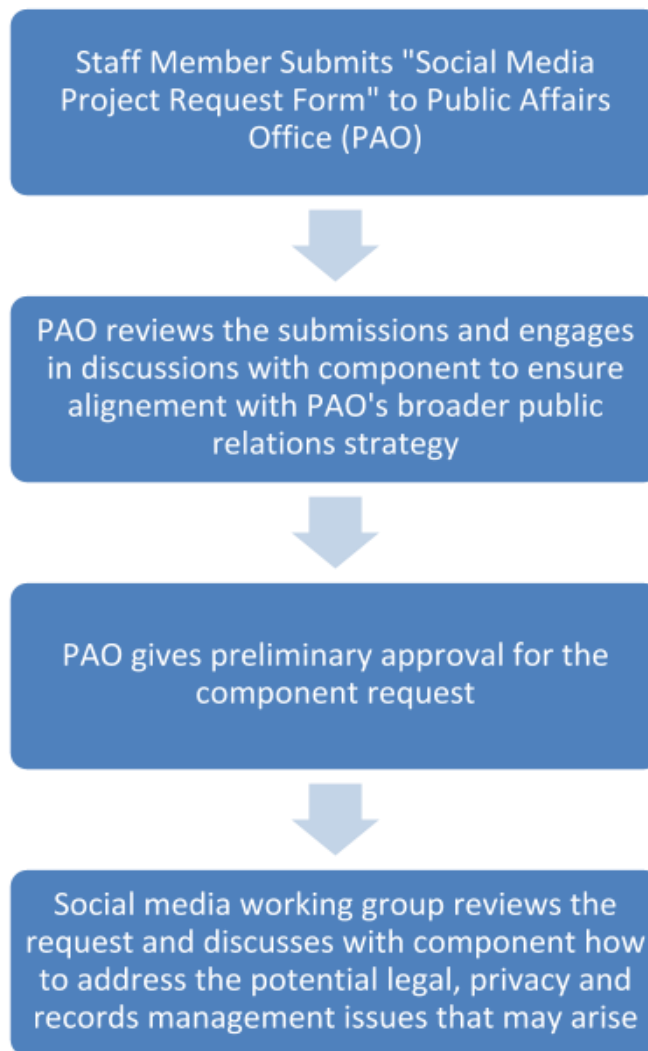 Staff Member Submits "Social Media
Project Request Form" to Public Affairs
Office (PAO)
PAO reviews the submissions and engages
in discussions with component to ensure
alignement with PAO's broader public
relations strategy
PAO gives preliminary approval for the
component request
Social media working group reviews the
request and discusses with component how
to address the potential legal, privacy and
records management issues that may arise